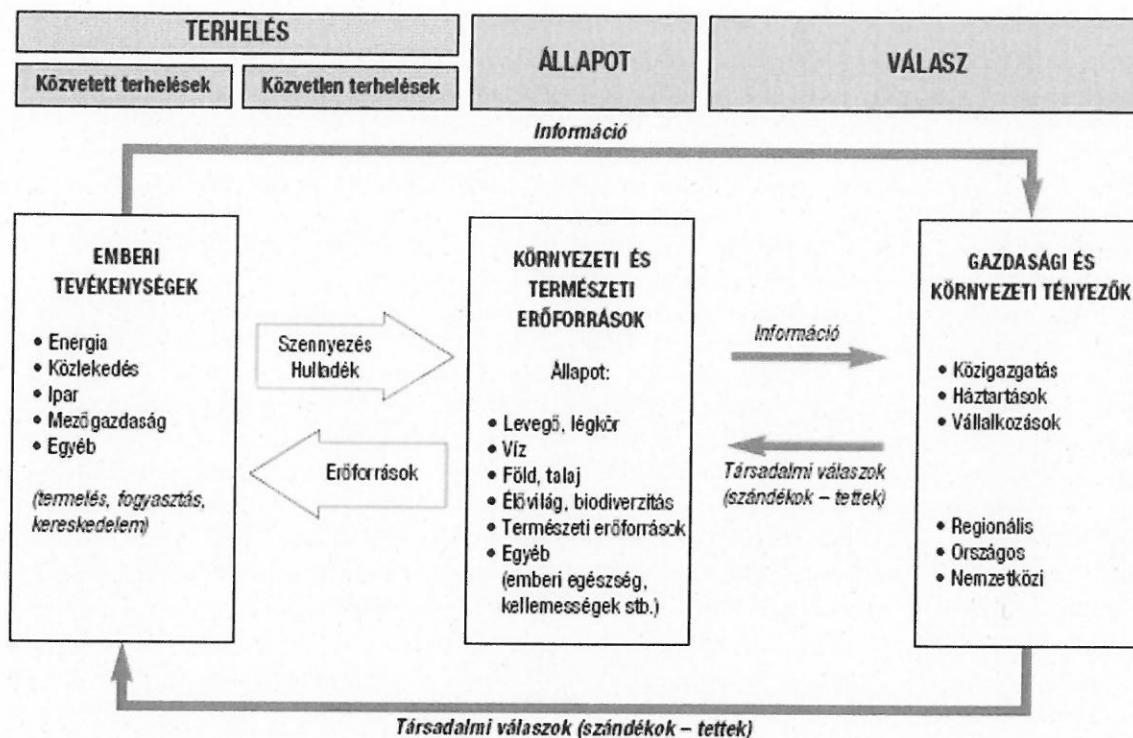 TERHELÉS
Közvetett terhelések
Közvetlen terhelések
ÁLLAPOT
VÁLASZ
Információ
EMBERI
TEVÉKENYSÉGEK
• Energia
• Közlekedés
• Ipar
• Mezőgazdaság
• Egyéb
(termelés, fogyasztás,
kereskedelem)
Szennyezés
Hulladék
Erőforrások
KÖRNYEZETI ÉS
TERMÉSZETI
ERŐFORRÁSOK
Állapot:
• Levegő, légkör
• Víz
• Föld, talaj
• Élővilág, biodiverzitás
• Természeti erőforrások
• Egyéb
(emberi egészség,
kellemességek stb.)
Információ
Társadalmi válaszok
(szándékok – tettek)
GAZDASÁGI ÉS
KÖRNYEZETI TÉNYEZŐK
• Közigazgatás
• Háztartások
• Vállalkozások
• Regionális
• Országos
• Nemzetközi
Társadalmi válaszok (szándékok – tettek)